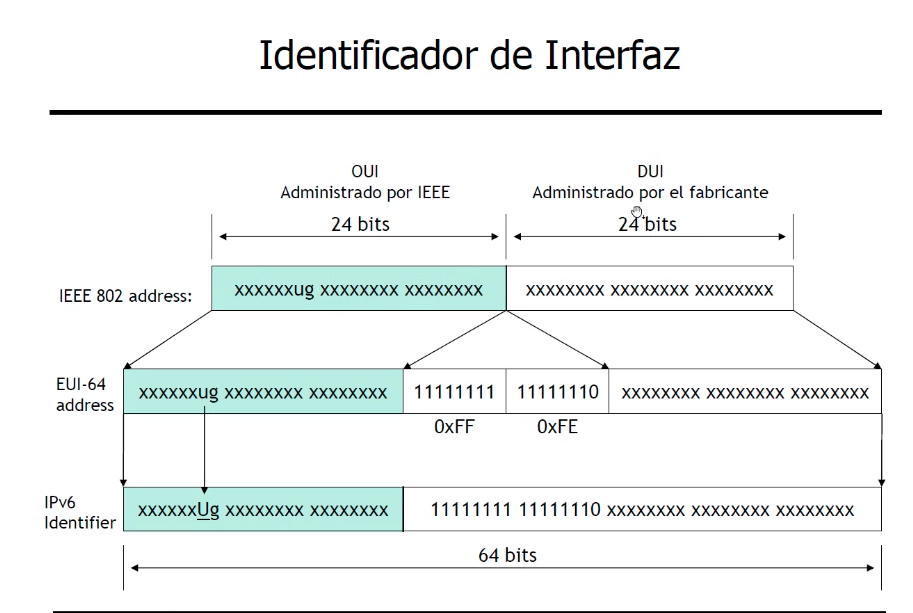 Identificador de Interfaz
OUI
Administrado por IEEE
DUI
Administrado por el fabricante
24 bits
24 bits
IEEE 802 address:
xxxxxxug xxxxxxxx xxxxxxxx
xxxxxxxx xxxxxxxx xxxxxxxx
EUI-64
address
xxxxxxug xxxxxxxx xxxxxxxx
11111111
11111110
xxxxxxxx xxxxxxxx xxxxxxxx
0xFF
0xFE
IPv6
Identifier
xxxxxxUg xxxxxxxx xxxxxxxx
11111111 11111110 xxxxxxxx xxxxxxxx xxxxxxxx
64 bits